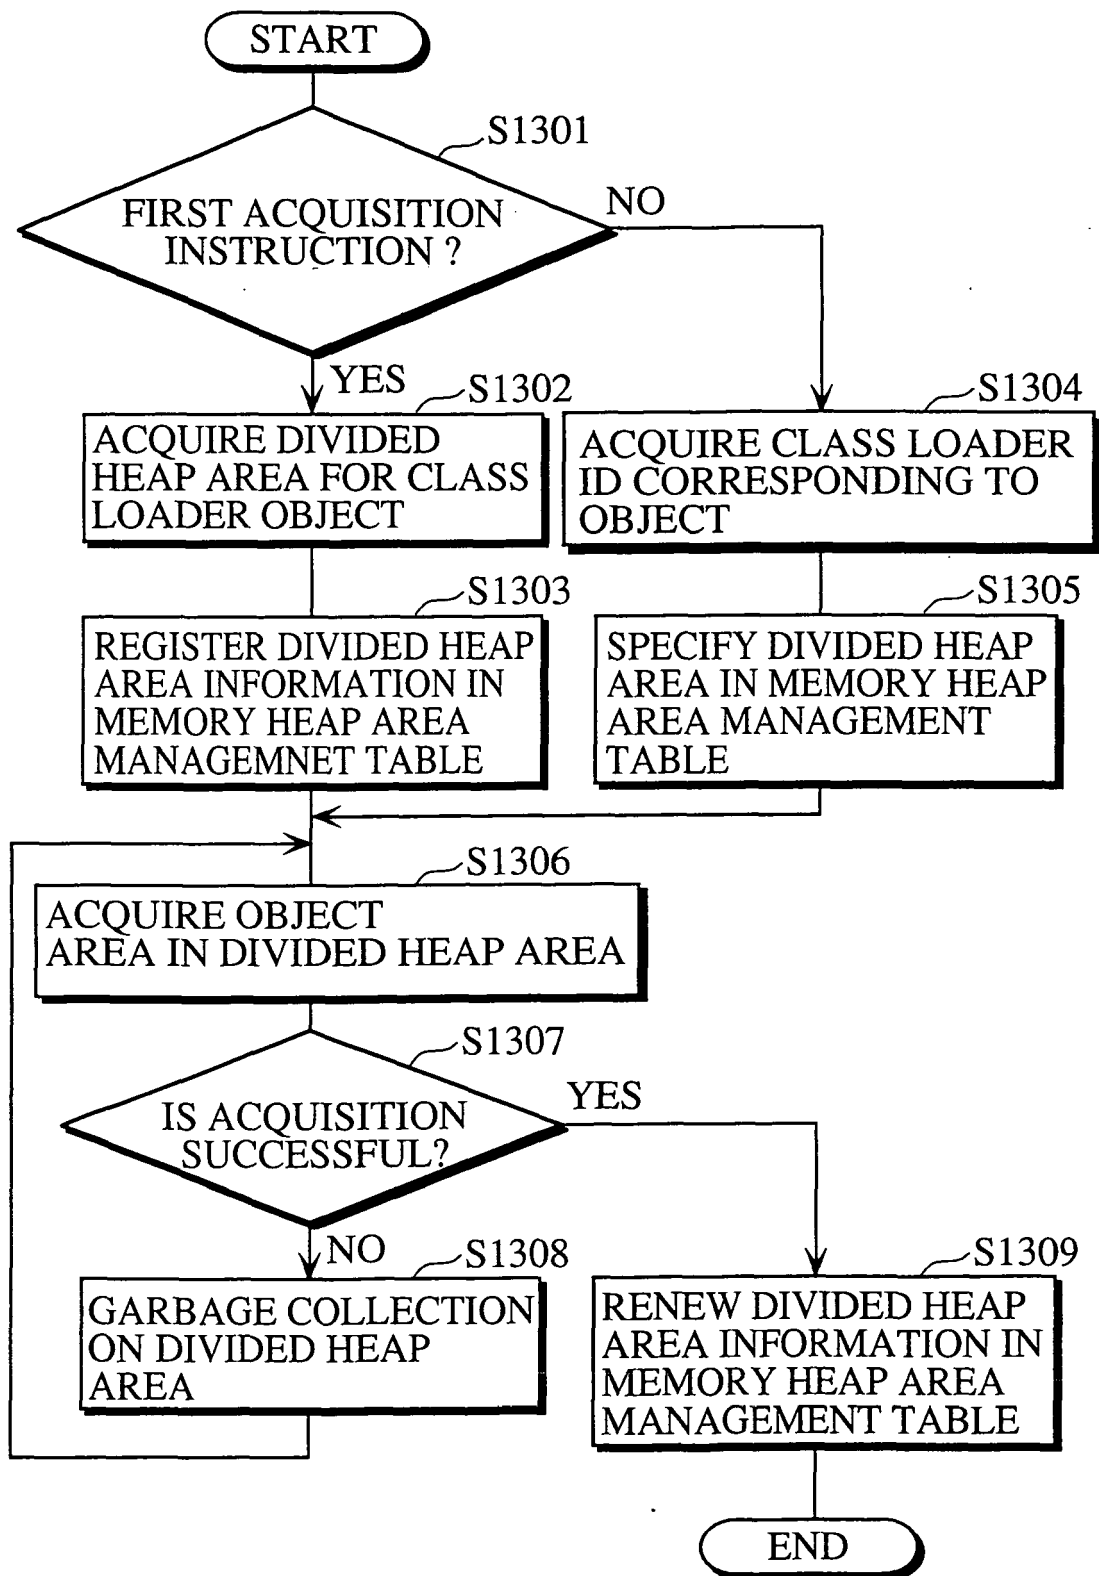 START
S1301
FIRST ACQUISITION
INSTRUCTION ?
NO
YES
S1302
ACQUIRE DIVIDED
HEAP AREA FOR CLASS
LOADER OBJECT
S1304
ACQUIRE CLASS LOADER
ID CORRESPONDING TO
OBJECT
S1303
REGISTER DIVIDED HEAP
AREA INFORMATION IN
MEMORY HEAP AREA
MANAGEMNET TABLE
S1305
SPECIFY DIVIDED HEAP
AREA IN MEMORY HEAP
AREA MANAGEMENT
TABLE
S1306
ACQUIRE OBJECT
AREA IN DIVIDED HEAP AREA
S1307
IS ACQUISITION
SUCCESSFUL?
YES
NO
S1308
GARBAGE COLLECTION
ON DIVIDED HEAP
AREA
S1309
RENEW DIVIDED HEAP
AREA INFORMATION IN
MEMORY HEAP AREA
MANAGEMENT TABLE
END